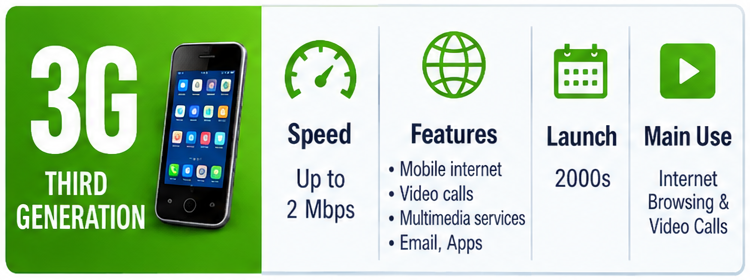 3G
THIRD
GENERATION
Speed
Up to
2 Mbps
Features
• Mobile internet
• Video calls
• Multimedia services
• Email, Apps
Launch
2000s
Main Use
Internet
Browsing &
Video Calls